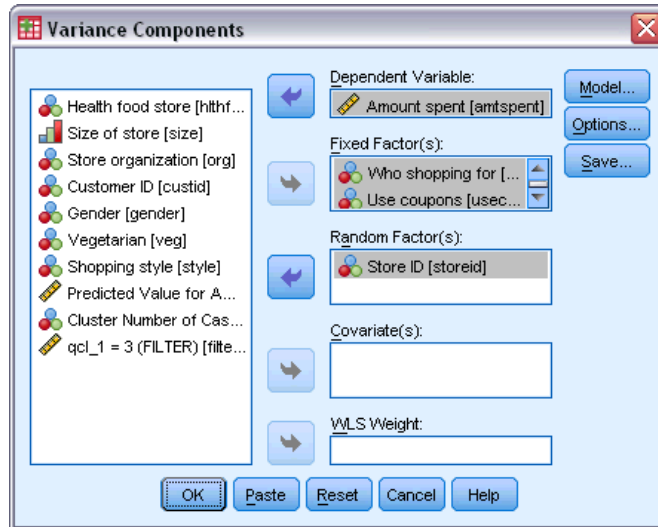 Variance Components
Health food store [hlthf...
Size of store [size]
Store organization [org]
Customer ID [custid]
Gender [gender]
Vegetarian [veg]
Shopping style [style]
Predicted Value for A...
Cluster Number of Cas...
qcl_1 = 3 (FILTER) [filte...
Dependent Variable:
Amount spent [amtspent]
Fixed Factor(s):
Who shopping for [...
Use coupons [usec...
Random Factor(s):
Store ID [storeid]
Covariate(s):
WLS Weight:
Model...
Options...
Save...
OK Paste Reset Cancel Help